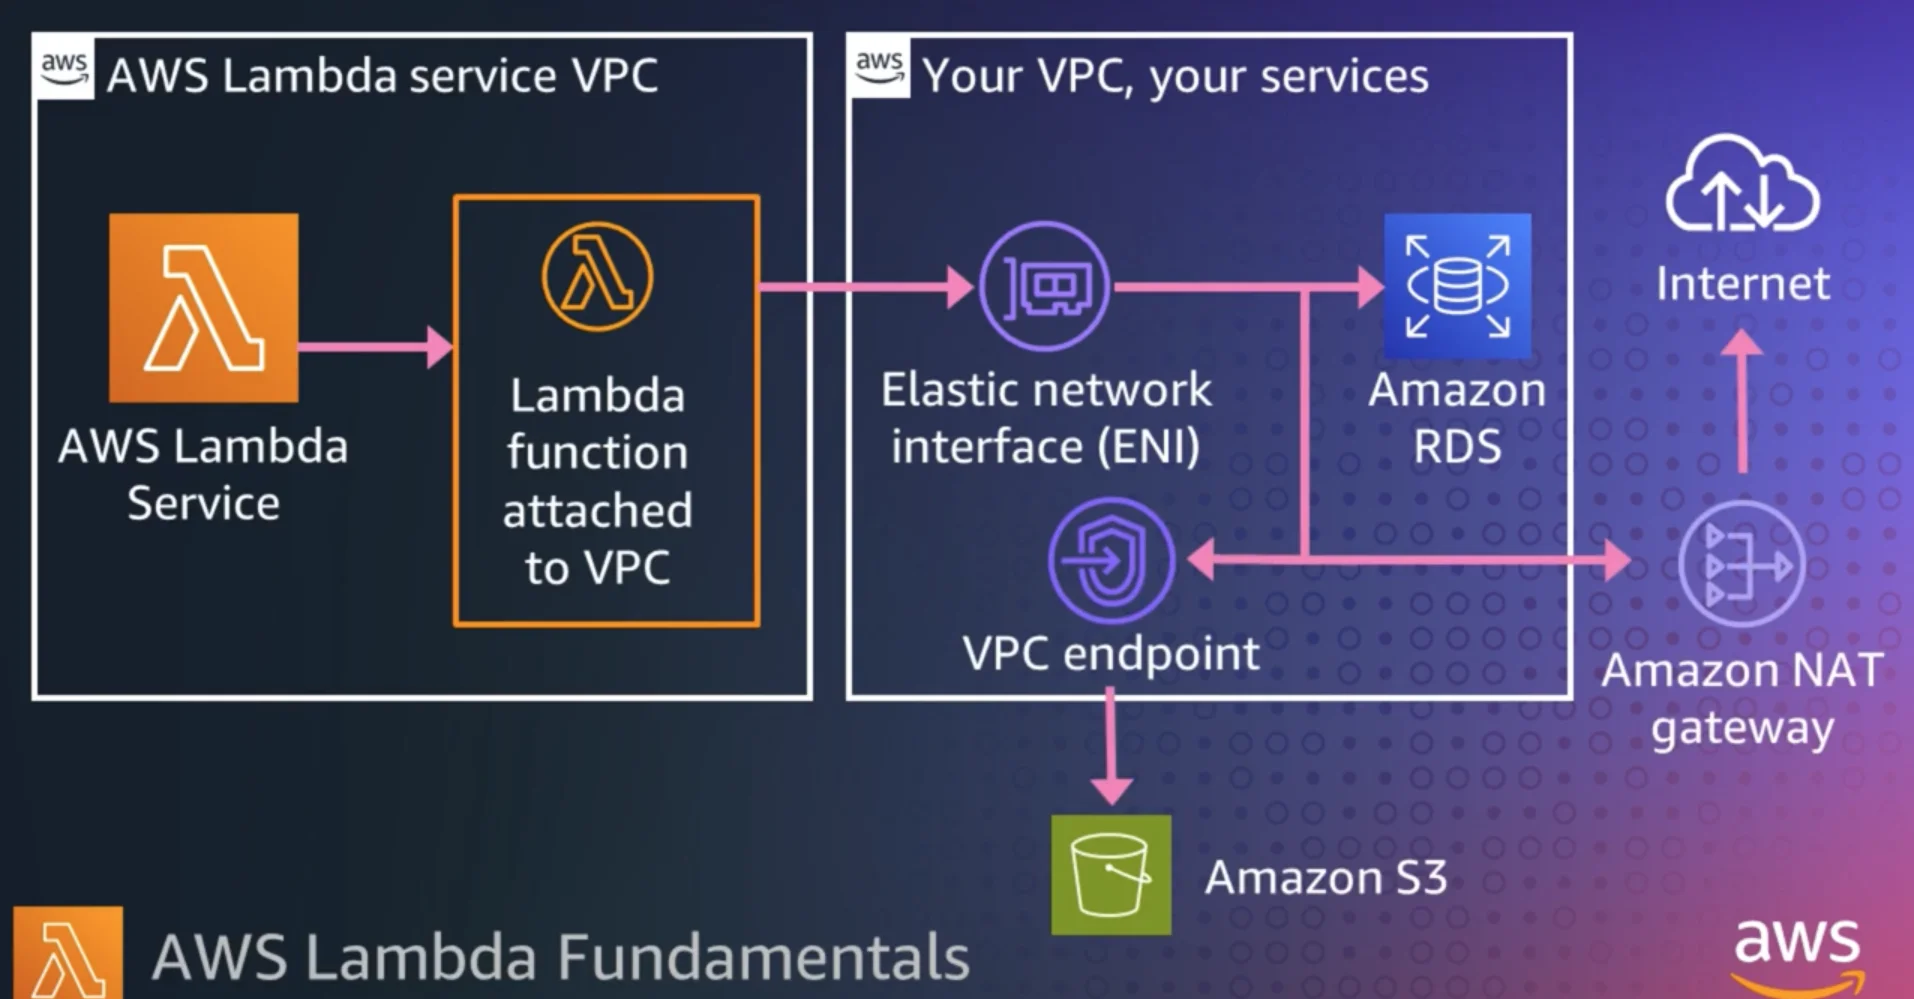 aws AWS Lambda service VPC
aws Your VPC, your services
AWS Lambda
Service
Lambda
function
attached
to VPC
Elastic network
interface (ENI)
Amazon
RDS
Internet
VPC endpoint
Amazon NAT
gateway
Amazon S3
AWS Lambda Fundamentals
aws